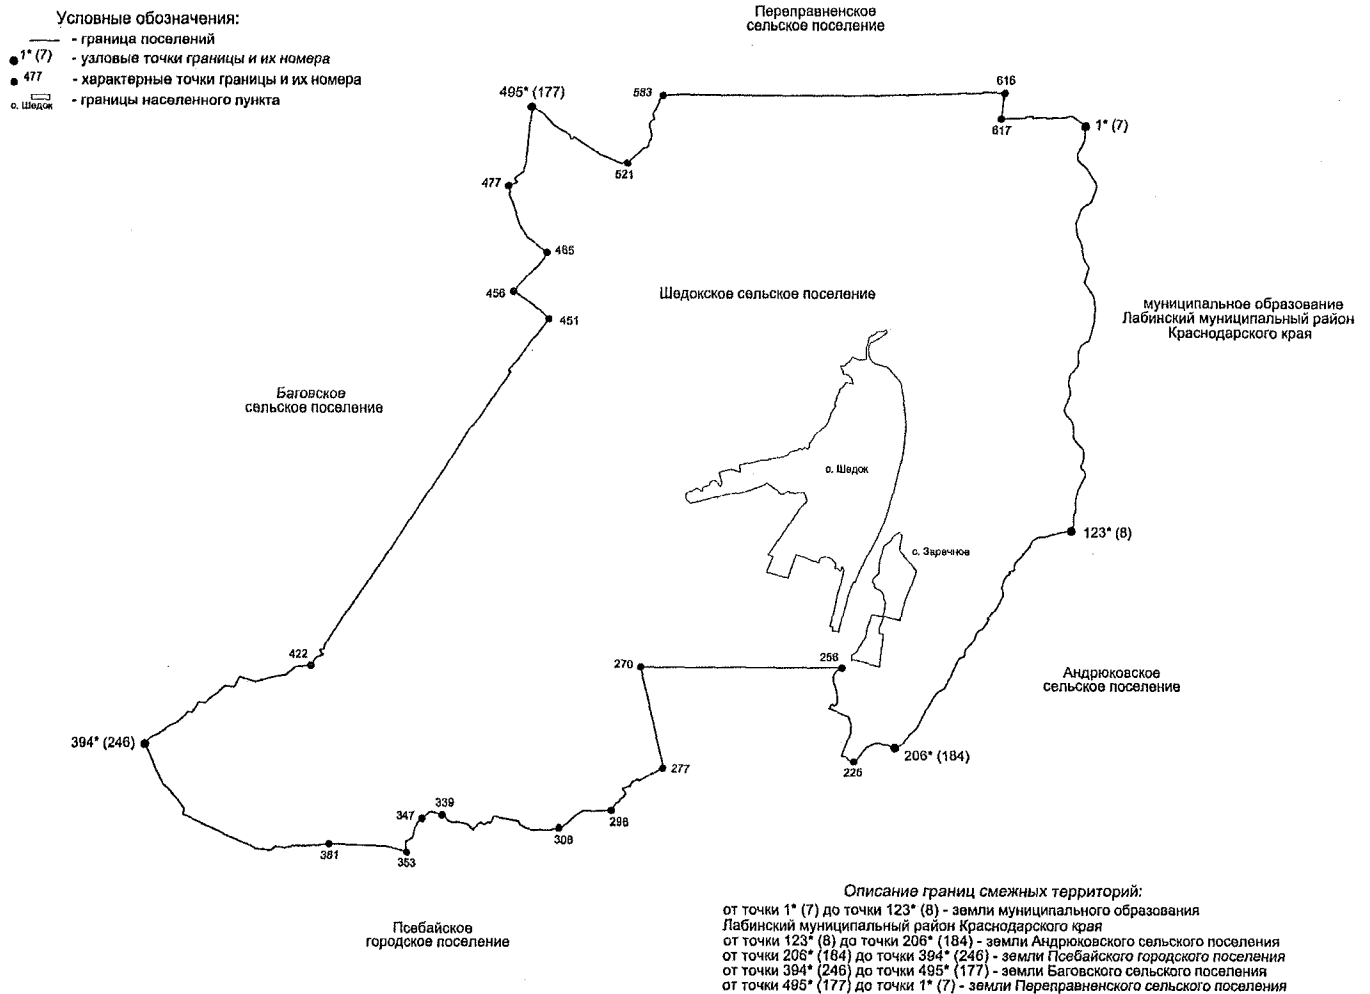 Условные обозначения:
- граница поселений
1* (7) - узловые точки границы и их номера
477 - характерные точки границы и их номера
с. Шедок - границы населенного пункта
Переправненское
сельское поселение
495* (177)
583
616
617
1* (7)
521
477
465
456
451
Шедокское сельское поселение
муниципальное образование
Лабинский муниципальный район
Краснодарского края
Баговское
сельское поселение
с. Шедок
123* (8)
с. Заречное
422
270
256
Андрюковское
сельское поселение
394* (246)
206* (184)
226
277
298
308
339
347
353
381
Псебайское
городское поселение
Описание границ смежных территорий:
от точки 1* (7) до точки 123* (8) - земли муниципального образования
Лабинский муниципальный район Краснодарского края
от точки 123* (8) до точки 206* (184) - земли Андрюковского сельского поселения
от точки 206* (184) до точки 394* (246) - земли Псебайского городского поселения
от точки 394* (246) до точки 495* (177) - земли Баговского сельского поселения
от точки 495* (177) до точки 1* (7) - земли Переправненского сельского поселения